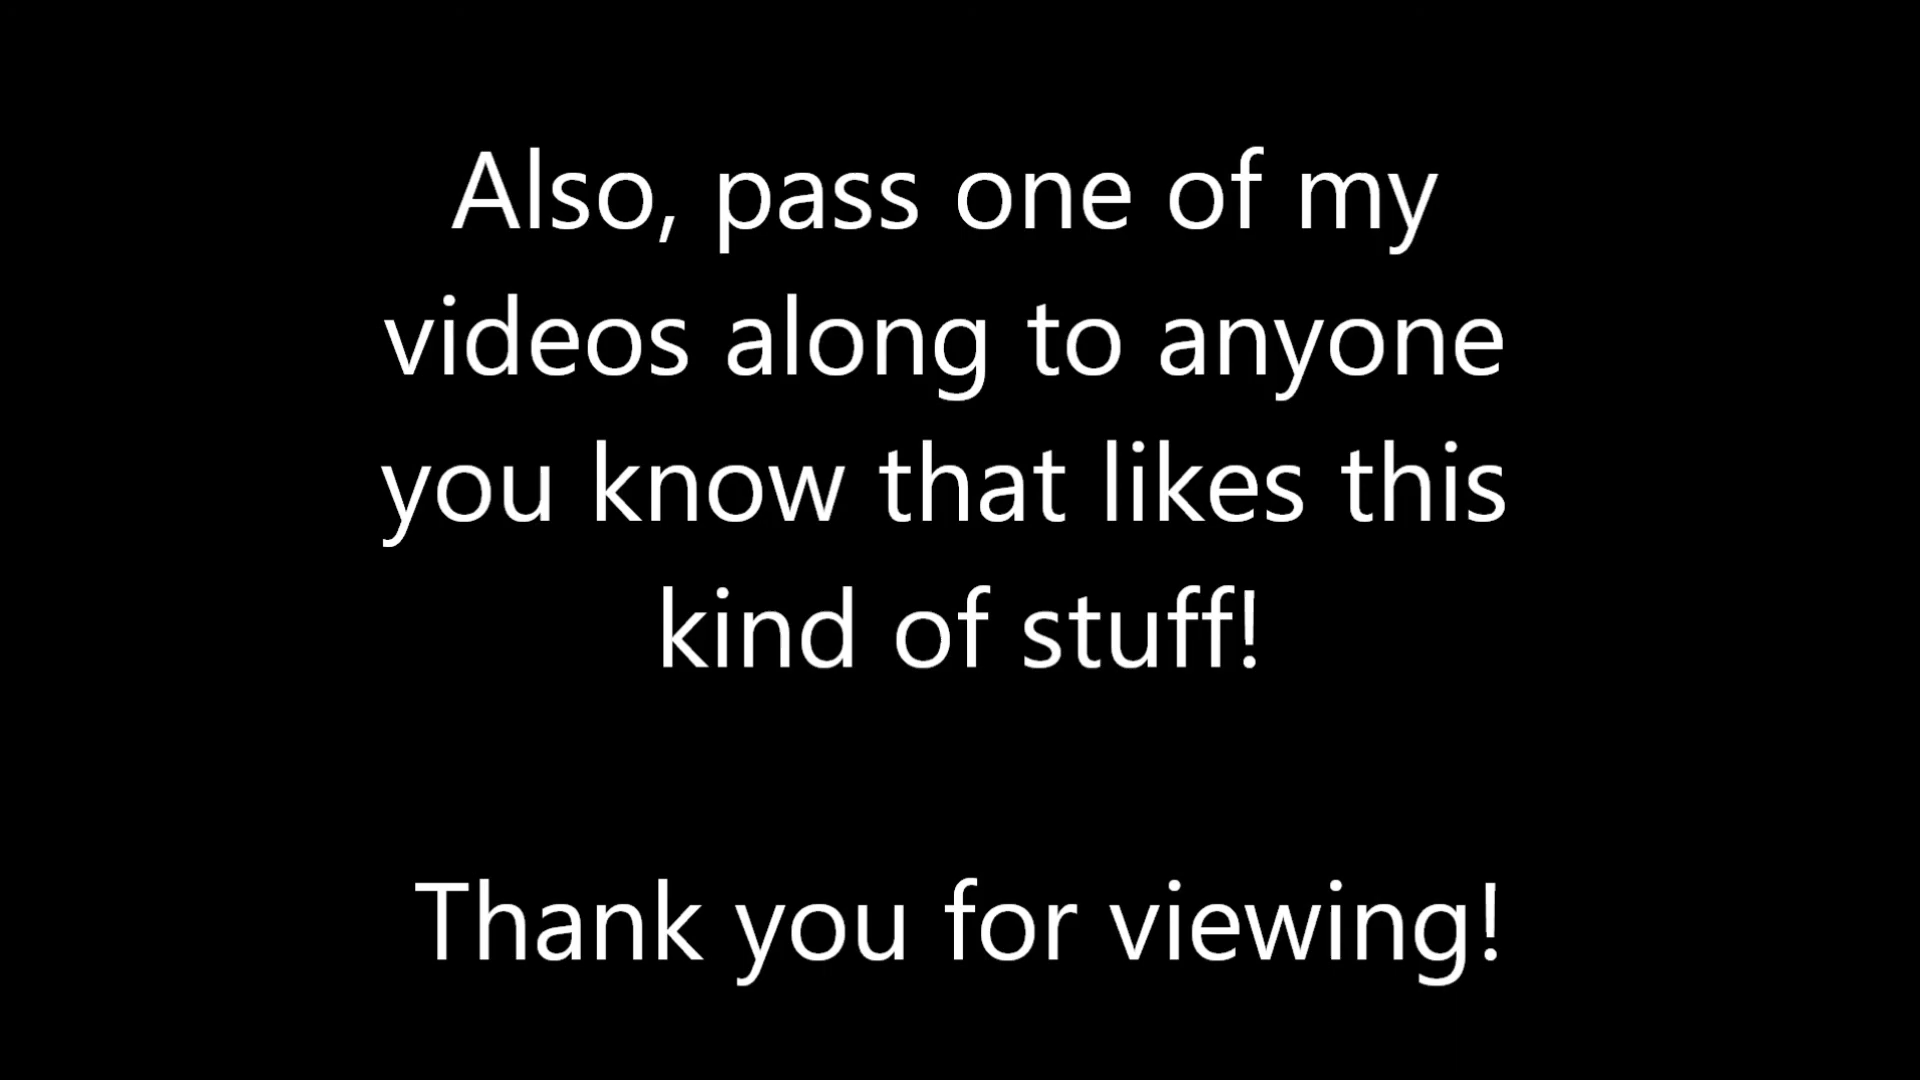 Also, pass one of my
videos along to anyone
you know that likes this
kind of stuff!
Thank you for viewing!